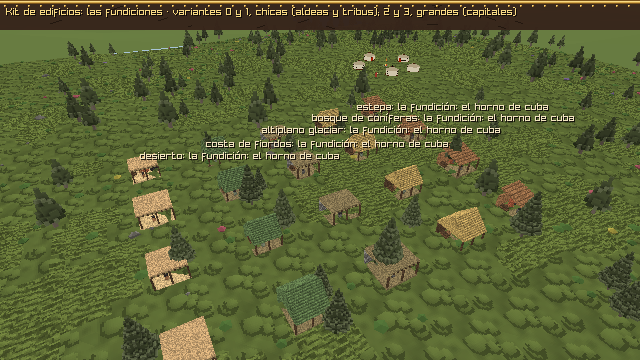 Kit de edificios: las fundiciones · variantes 0 y 1, chicas (aldeas y tribus); 2 y 3, grandes (capitales)
estepa: la fundición: el horno de cuba
bosque de coníferas: la fundición: el horno de cuba
altiplano glaciar: la fundición: el horno de cuba
costa de fiordos: la fundición: el horno de cuba
desierto: la fundición: el horno de cuba